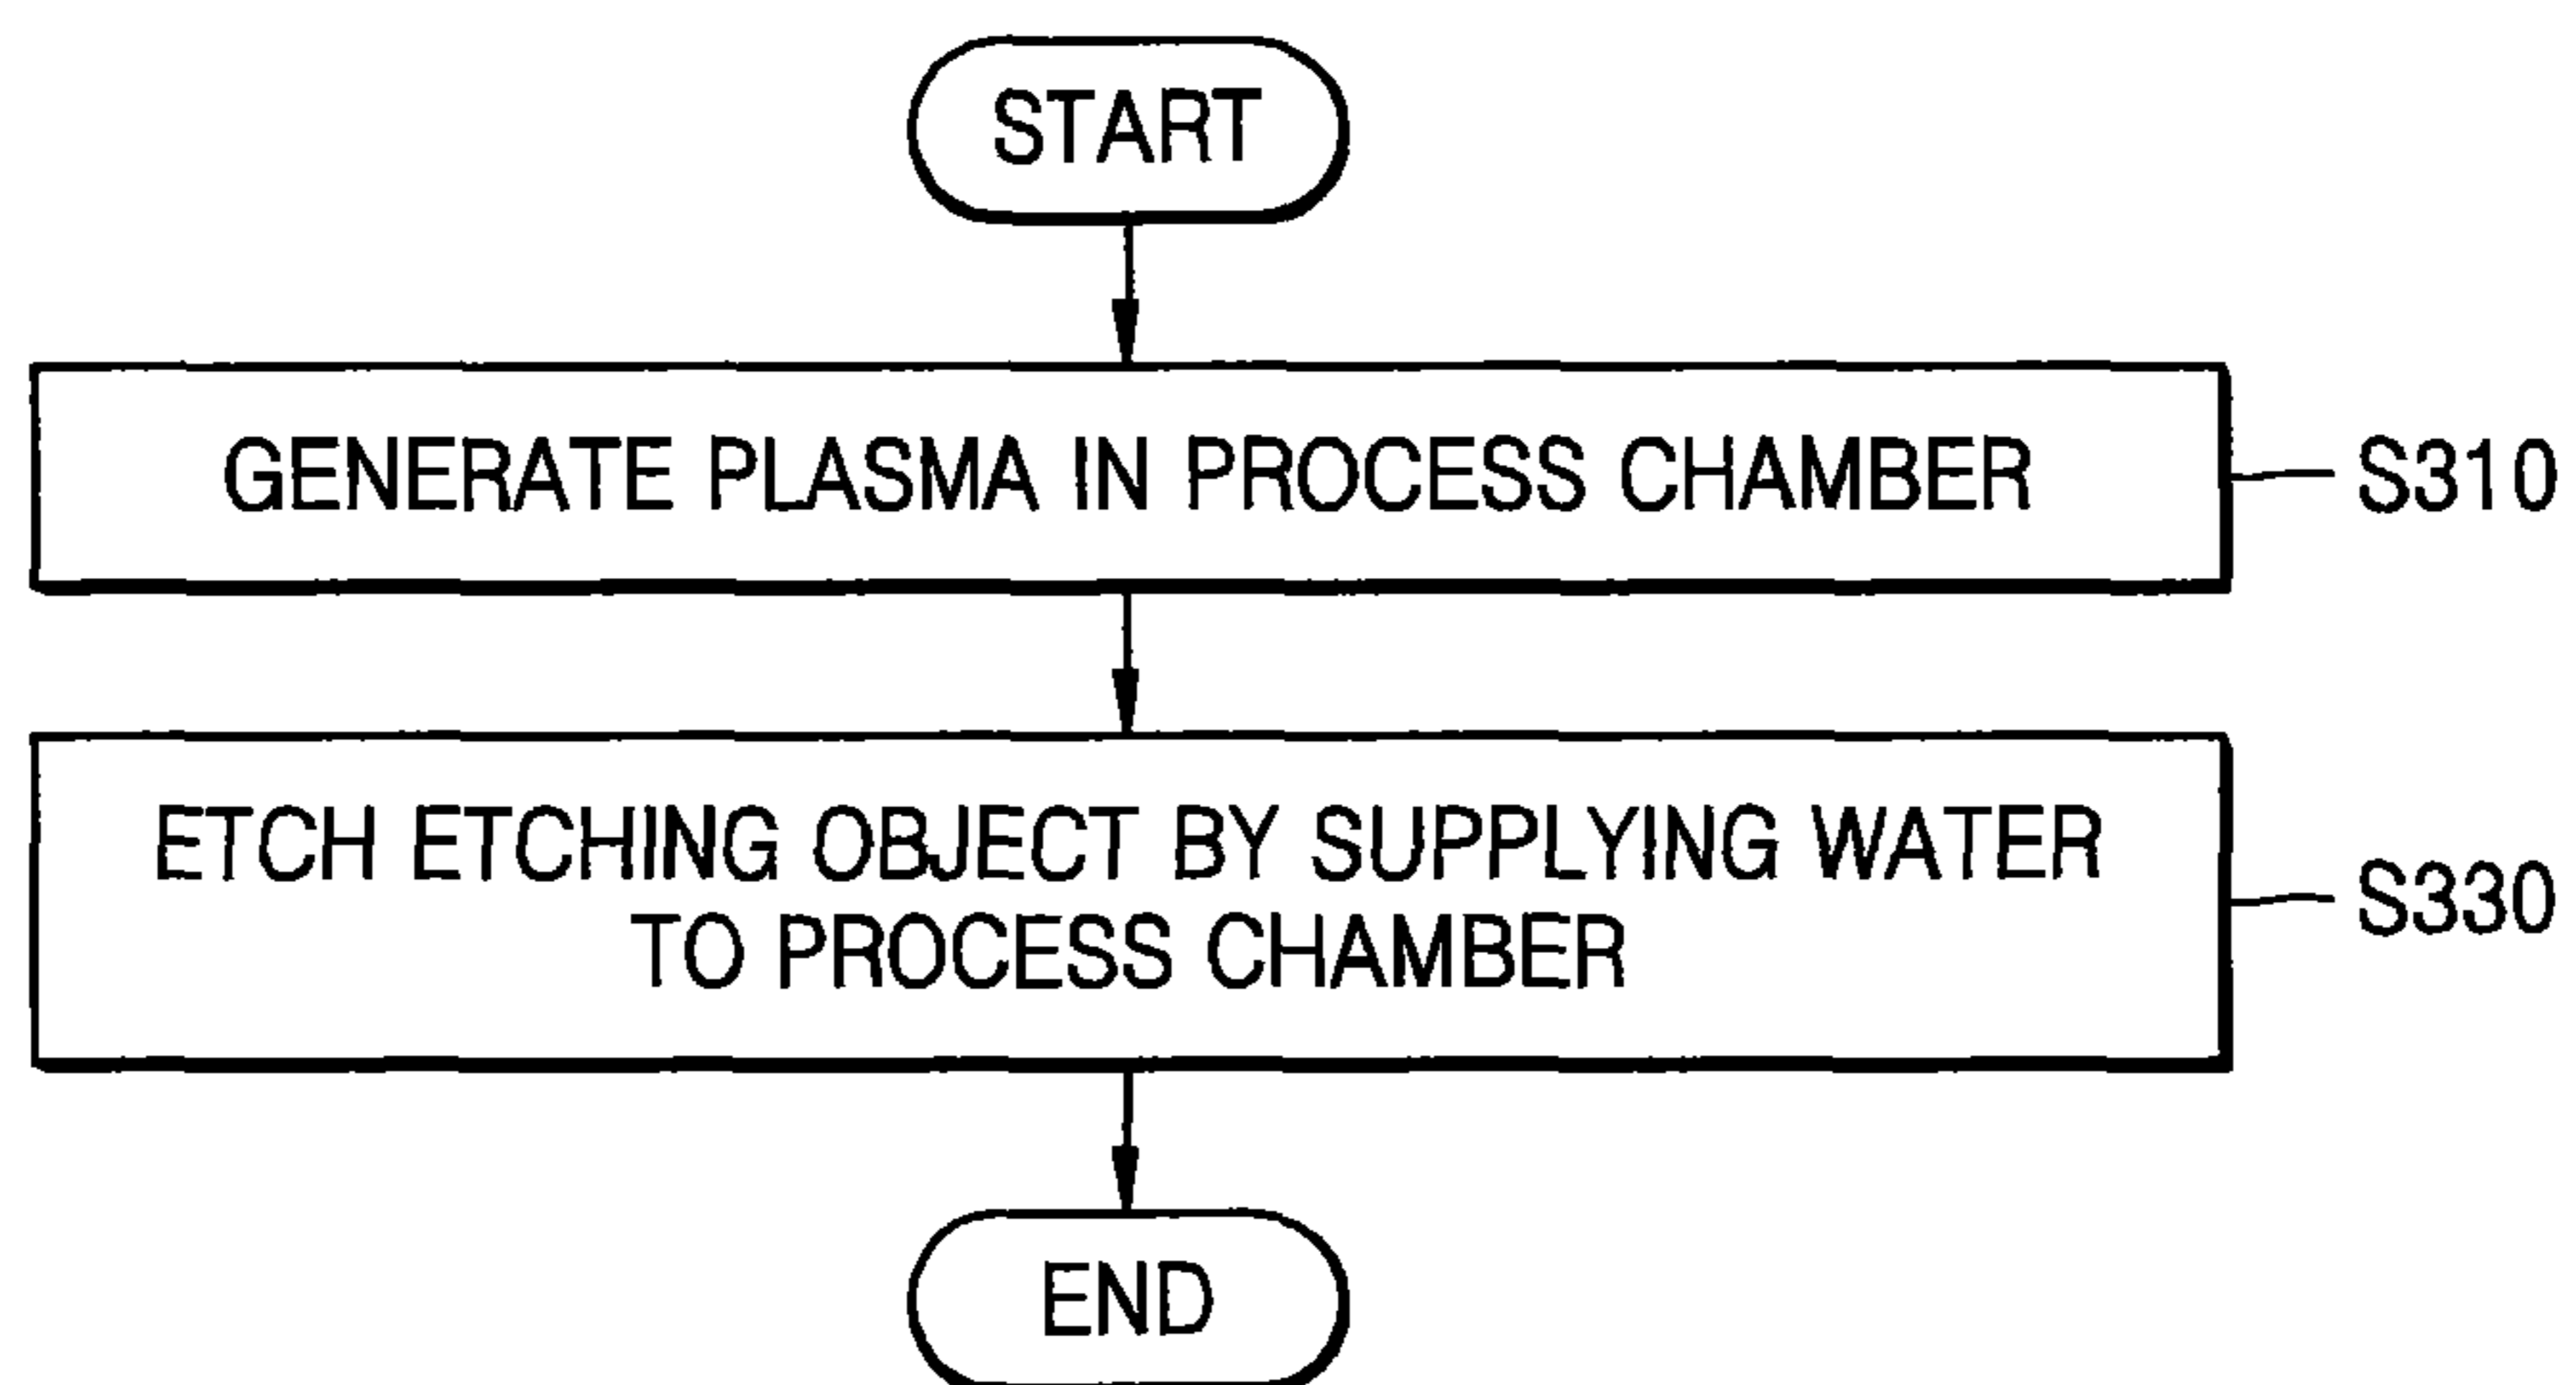 START
GENERATE PLASMA IN PROCESS CHAMBER
S310
ETCH ETCHING OBJECT BY SUPPLYING WATER
TO PROCESS CHAMBER
S330
END